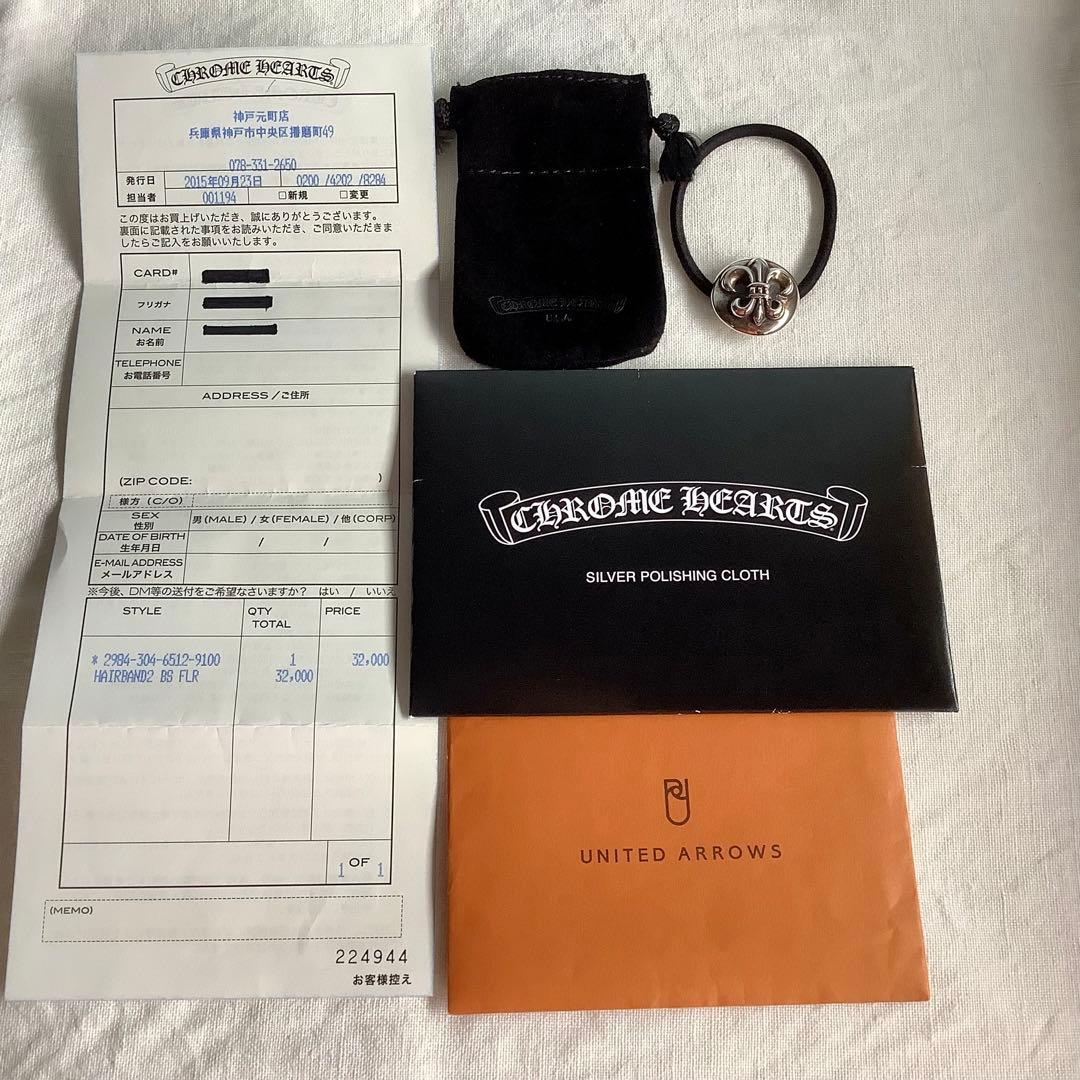 CHROME HEARTS
神戸元町店
兵庫県神戸市中央区播磨町49
078-331-2650
発行日 2015年09月23日 0200 /4202 /8284
担当者 001194 □新規 □変更
この度はお買上げいただき、誠にありがとうございます。
裏面に記載された事項をお読みいただき、ご同意いただきま
したらご記入をお願いいたします。
CARD#
フリガナ
NAME
お名前
TELEPHONE
お電話番号
ADDRESS /ご住所
(ZIP CODE: )
様方 (C/O)
SEX
性別
男(MALE) / 女(FEMALE) / 他(CORP)
DATE OF BIRTH
生年月日
/ /
E-MAIL ADDRESS
メールアドレス
※今後、DM等の送付をご希望なさいますか? はい / いいえ
STYLE QTY TOTAL PRICE
* 2984-304-6512-9100 1 32,000
HAIRBAND2 BS FLR 32,000
1 OF 1
(MEMO)
224944
お客様控え
CHROME HEARTS
U.S.A.
CHROME HEARTS
SILVER POLISHING CLOTH
UNITED ARROWS